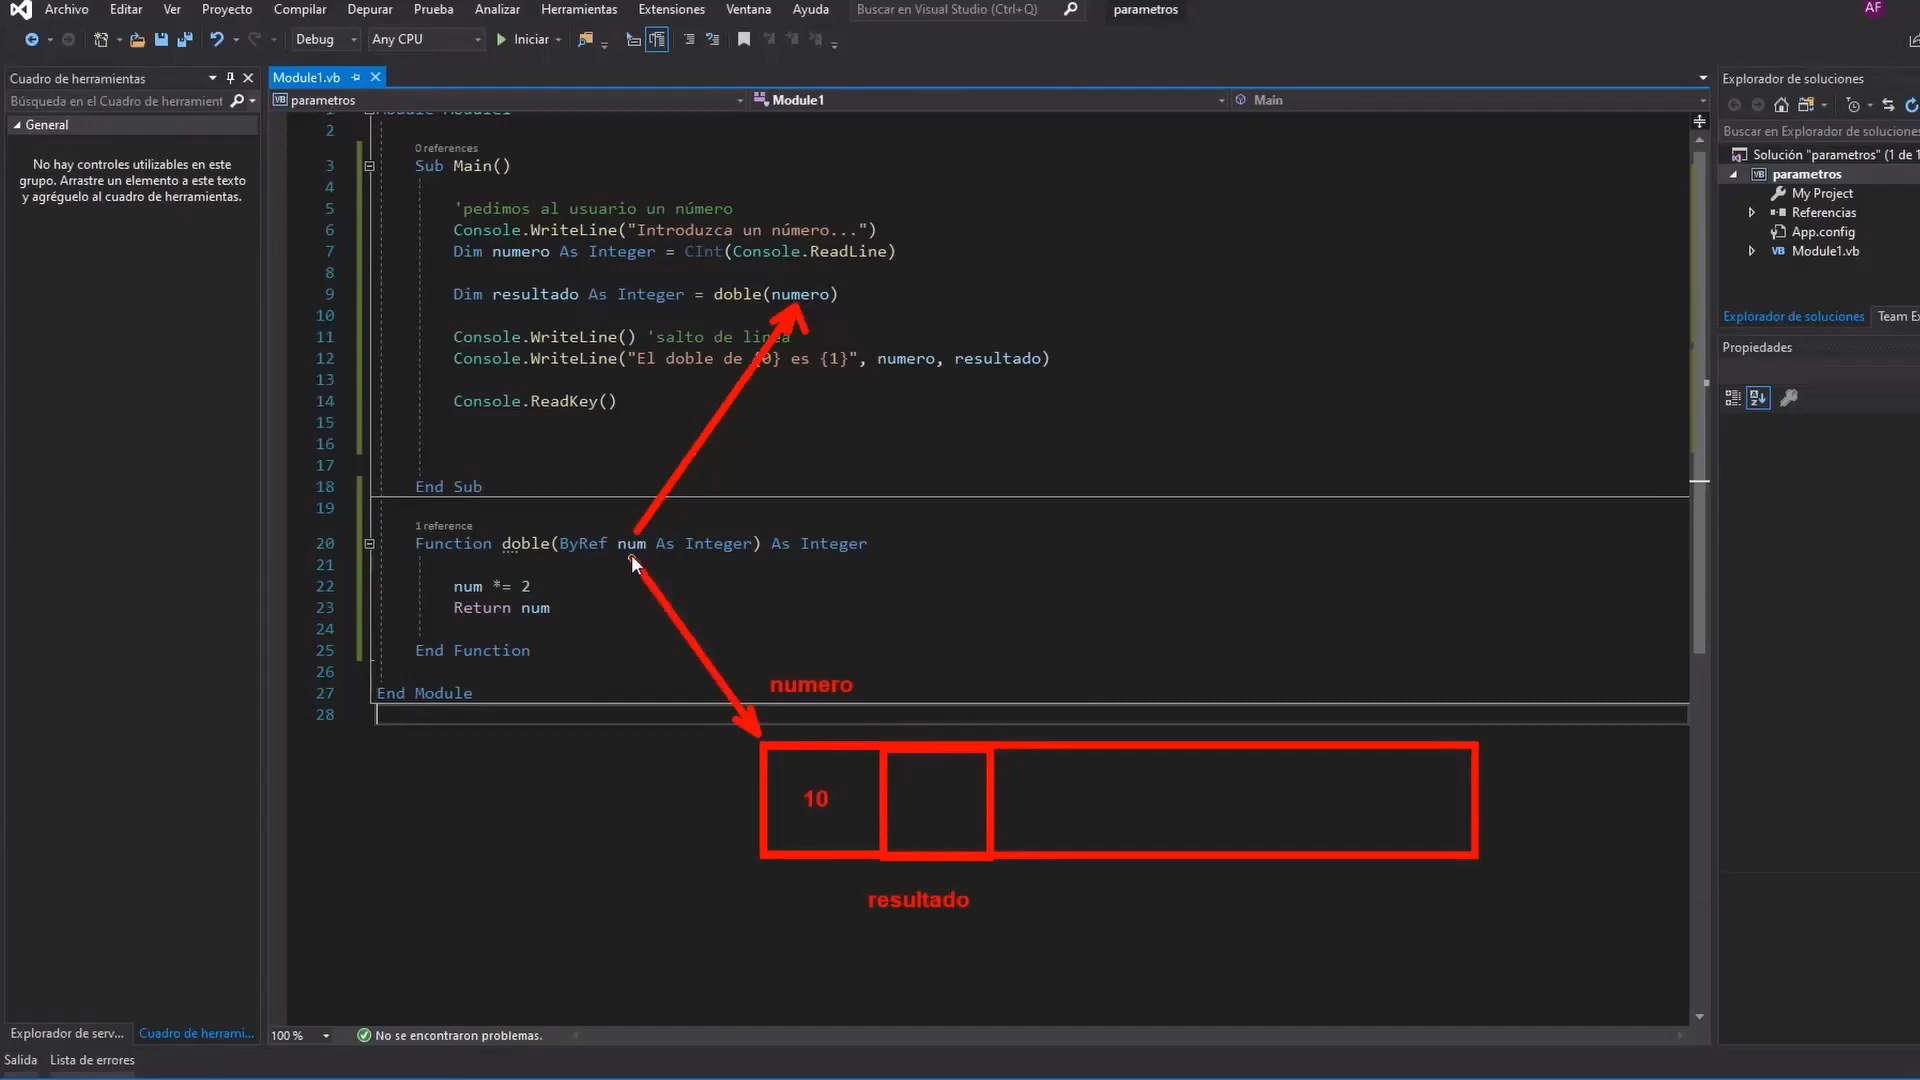 Archivo Editar Ver Proyecto Compilar Depurar Prueba Analizar Herramientas Extensiones Ventana Ayuda Buscar en Visual Studio (Ctrl+Q) parametros AF
Debug Any CPU Iniciar
Cuadro de herramientas
Búsqueda en el Cuadro de herramient
General
No hay controles utilizables en este
grupo. Arrastre un elemento a este texto
y agréguelo al cuadro de herramientas.
Module1.vb
parametros Module1 Main
2
0 references
3 Sub Main()
4
5 'pedimos al usuario un número
6 Console.WriteLine("Introduzca un número...")
7 Dim numero As Integer = CInt(Console.ReadLine)
8
9 Dim resultado As Integer = doble(numero)
10
11 Console.WriteLine() 'salto de linea
12 Console.WriteLine("El doble de {0} es {1}", numero, resultado)
13
14 Console.ReadKey()
15
16
17
18 End Sub
19
1 reference
20 Function doble(ByRef num As Integer) As Integer
21
22 num *= 2
23 Return num
24
25 End Function
26
27 End Module
28
numero
10
resultado
Explorador de soluciones
Buscar en Explorador de soluciones
Solución "parametros" (1 de 1
parametros
My Project
Referencias
App.config
VB Module1.vb
Explorador de soluciones Team Ex
Propiedades
Explorador de serv... Cuadro de herrami...
100 % No se encontraron problemas.
Salida Lista de errores